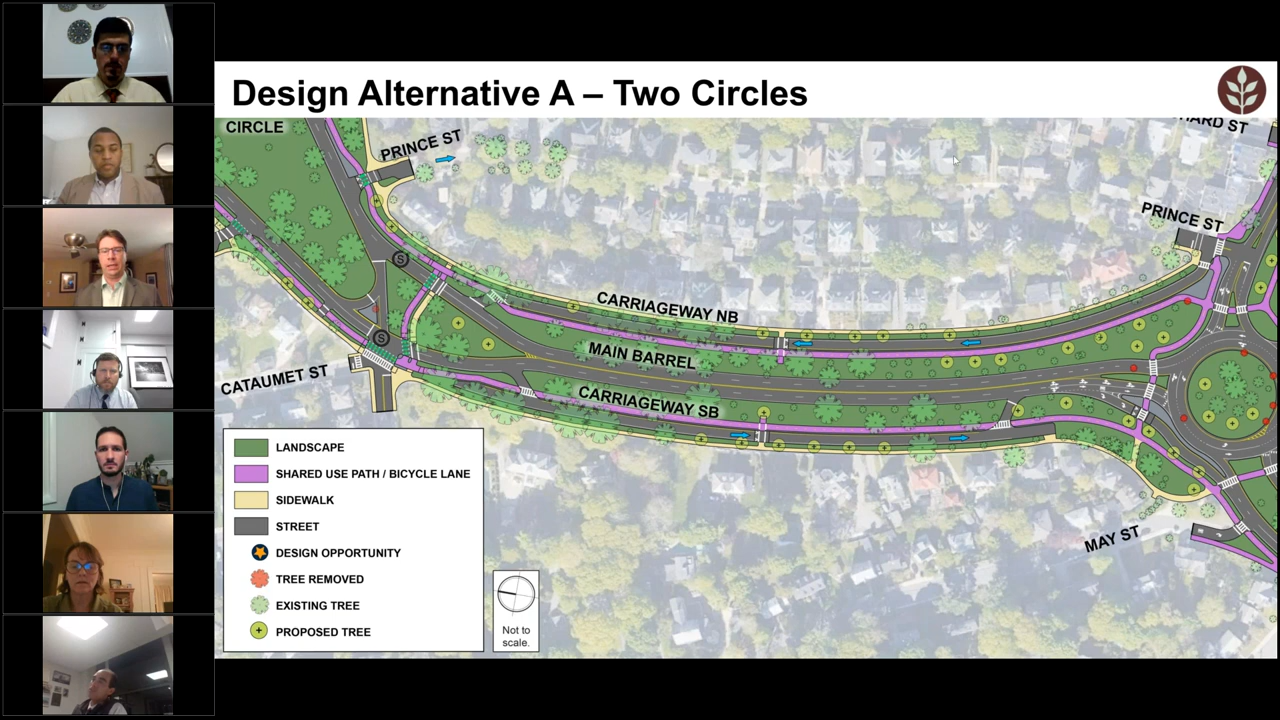 Design Alternative A – Two Circles
CIRCLE
PRINCE ST
ST
PRINCE ST
CARRIAGEWAY NB
S
MAIN BARREL
S
CATAUMET ST
CARRIAGEWAY SB
LANDSCAPE
SHARED USE PATH / BICYCLE LANE
SIDEWALK
STREET
DESIGN OPPORTUNITY
TREE REMOVED
EXISTING TREE
PROPOSED TREE
Not to
scale.
MAY ST